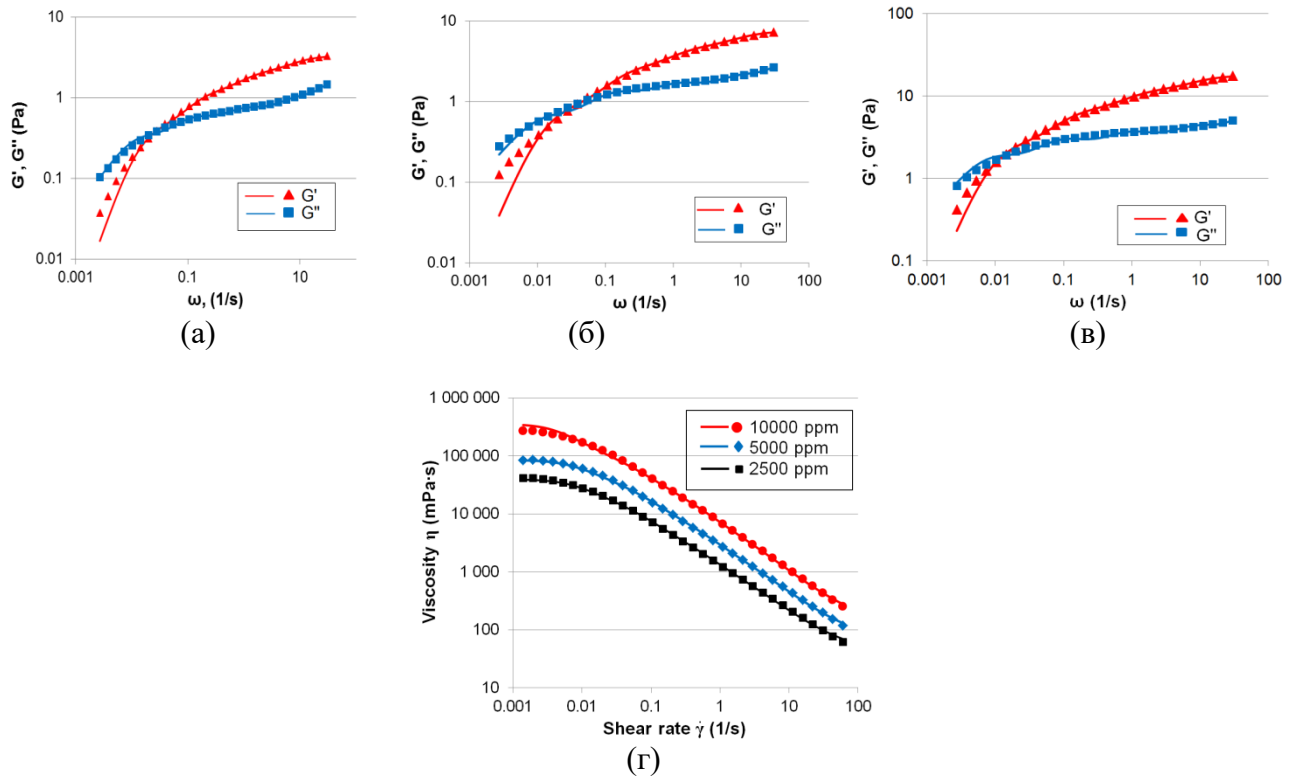 10
1
0.1
0.01
0.001
0.1
10
G', G'' (Pa)
ω, (1/s)
G'
G"
(а)
10
1
0.1
0.01
0.001
0.01
0.1
1
10
100
G', G'' (Pa)
ω (1/s)
G'
G"
(б)
100
10
1
0.1
0.001
0.01
0.1
1
10
100
G', G'' (Pa)
ω (1/s)
G'
G"
(в)
1 000 000
100 000
10 000
1 000
100
10
0.001
0.01
0.1
1
10
100
Viscosity η (mPa·s)
Shear rate γ̇ (1/s)
10000 ppm
5000 ppm
2500 ppm
(г)